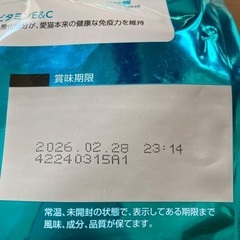 ビタミンE&C
分が、愛猫本来の健康な免疫力を維持
賞味期限
2026.02.28 23:14
42240315A1
常温、未開封の状態で、表示してある期限まで
風味、成分、品質が保てます。